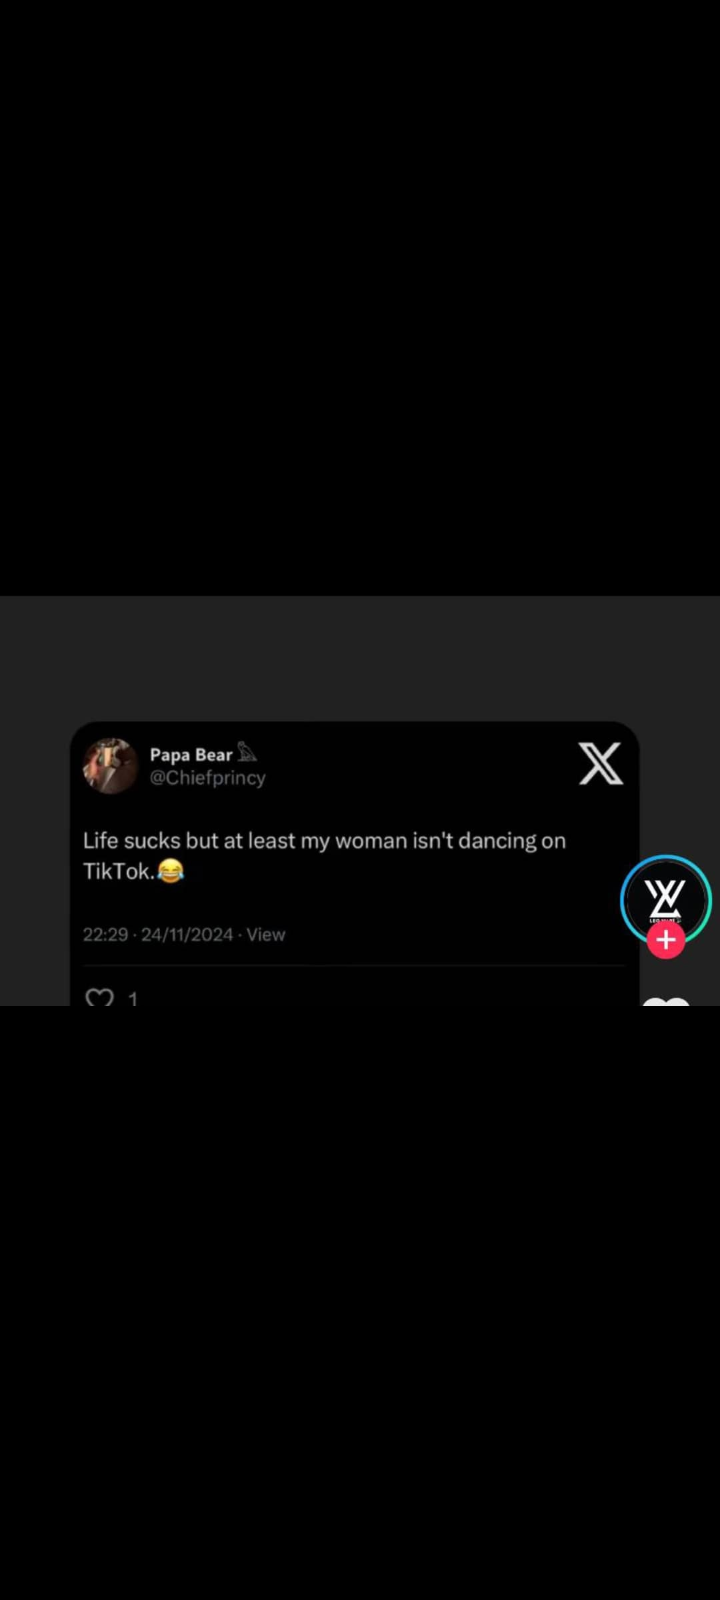 Papa Bear 𓅓
@Chiefprincy
Life sucks but at least my woman isn't dancing on
TikTok.😂
22:29 · 24/11/2024 · View
1